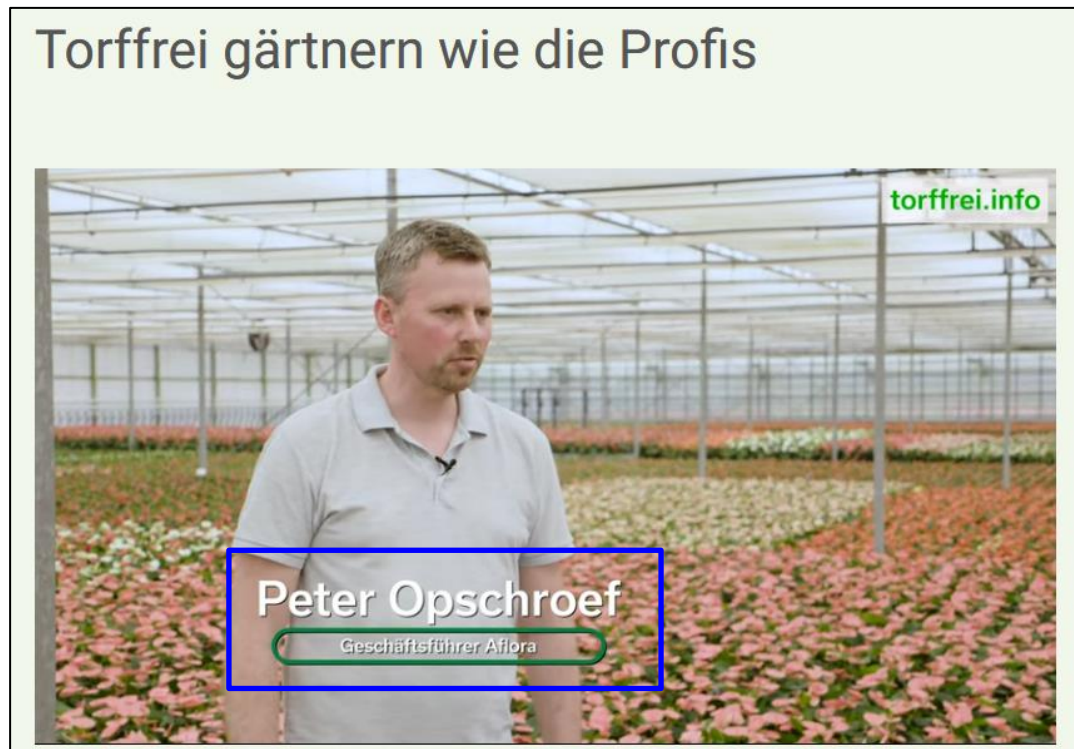 Torffrei gärtnern wie die Profis
torffrei.info
Peter Opschroef
Geschäftsführer Aflora